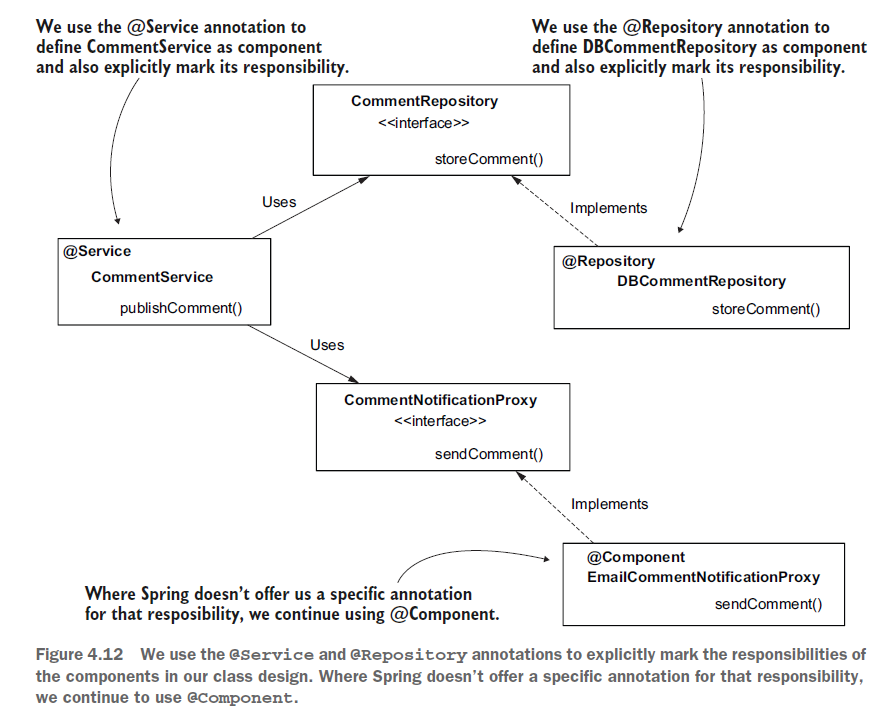 We use the @Service annotation to
define CommentService as component
and also explicitly mark its responsibility.
We use the @Repository annotation to
define DBCommentRepository as component
and also explicitly mark its responsibility.
CommentRepository
<<interface>>
storeComment()
Uses
Implements
@Service
CommentService
publishComment()
@Repository
DBCommentRepository
storeComment()
Uses
CommentNotificationProxy
<<interface>>
sendComment()
Implements
@Component
EmailCommentNotificationProxy
sendComment()
Where Spring doesn't offer us a specific annotation
for that resposibility, we continue using @Component.
Figure 4.12 We use the @Service and @Repository annotations to explicitly mark the responsibilities of
the components in our class design. Where Spring doesn't offer a specific annotation for that responsibility,
we continue to use @Component.